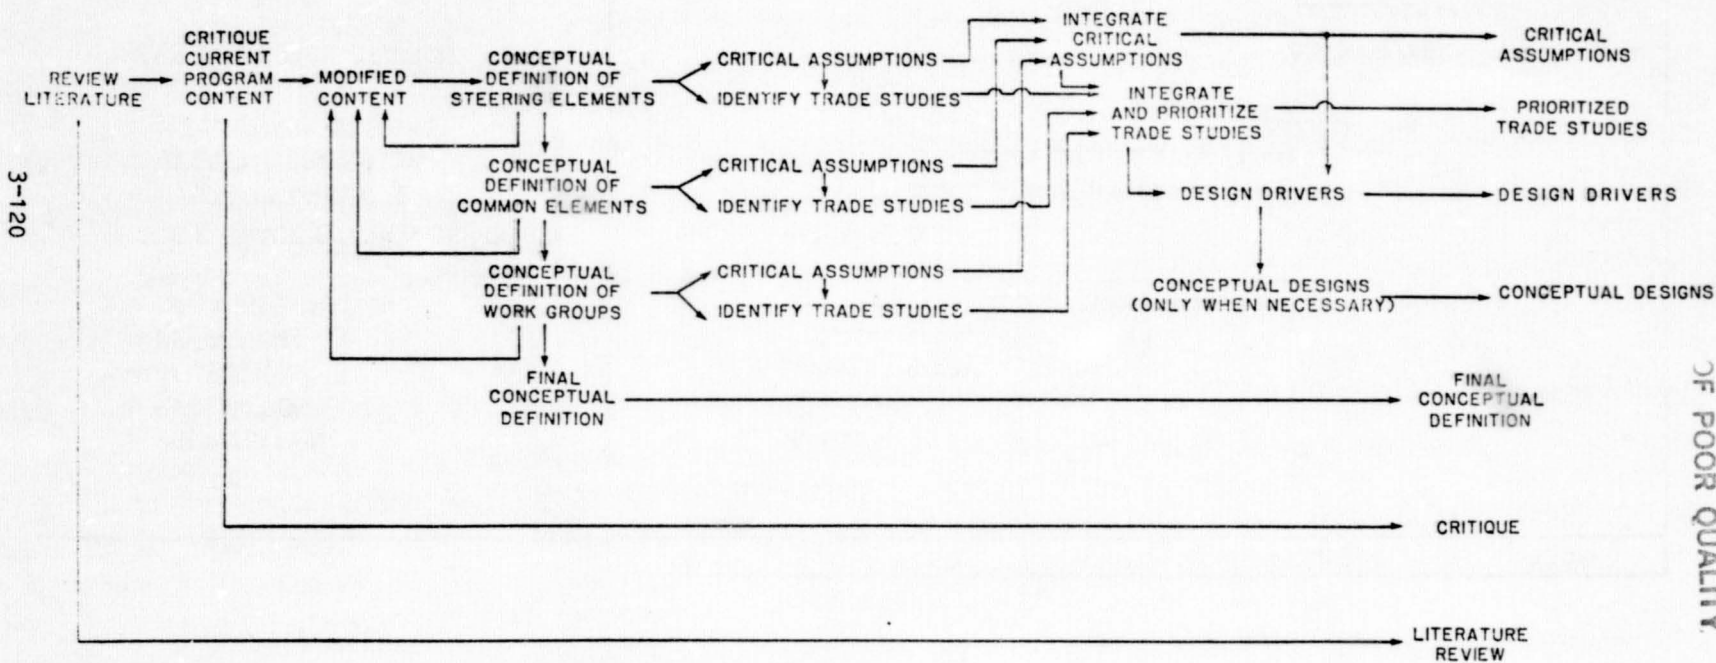 REVIEW
LITERATURE
CRITIQUE
CURRENT
PROGRAM
CONTENT
MODIFIED
CONTENT
CONCEPTUAL
DEFINITION OF
STEERING ELEMENTS
CRITICAL ASSUMPTIONS
IDENTIFY TRADE STUDIES
INTEGRATE
CRITICAL
ASSUMPTIONS
INTEGRATE
AND PRIORITIZE
TRADE STUDIES
CRITICAL
ASSUMPTIONS
PRIORITIZED
TRADE STUDIES
CONCEPTUAL
DEFINITION OF
COMMON ELEMENTS
CRITICAL ASSUMPTIONS
IDENTIFY TRADE STUDIES
DESIGN DRIVERS
DESIGN DRIVERS
CONCEPTUAL
DEFINITION OF
WORK GROUPS
CRITICAL ASSUMPTIONS
IDENTIFY TRADE STUDIES
CONCEPTUAL DESIGNS
(ONLY WHEN NECESSARY)
CONCEPTUAL DESIGNS
FINAL
CONCEPTUAL
DEFINITION
FINAL
CONCEPTUAL
DEFINITION
CRITIQUE
LITERATURE
REVIEW
3-120
OF POOR QUALITY